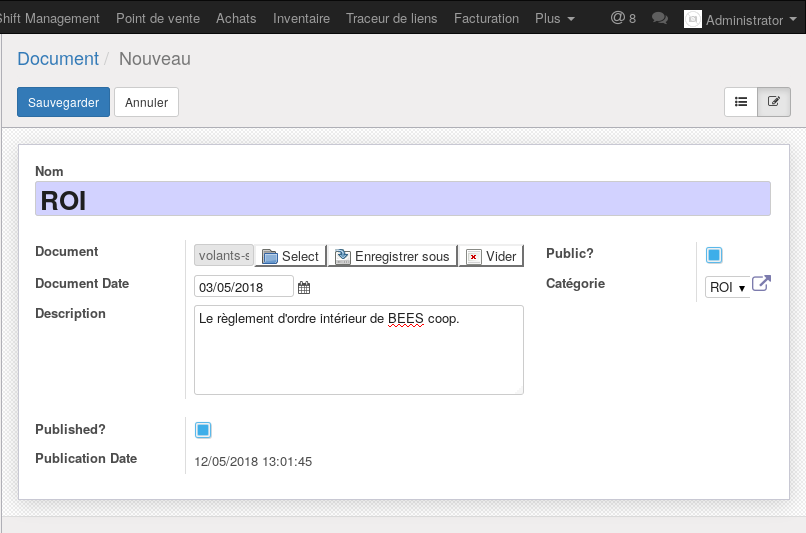 Shift Management Point de vente Achats Inventaire Traceur de liens Facturation Plus @ 8 Administrator
Document / Nouveau
Sauvegarder Annuler
Nom
ROI
Document volants-s Select Enregistrer sous Vider Public?
Document Date 03/05/2018 Catégorie ROI
Description Le règlement d'ordre intérieur de BEES coop.
Published?
Publication Date 12/05/2018 13:01:45